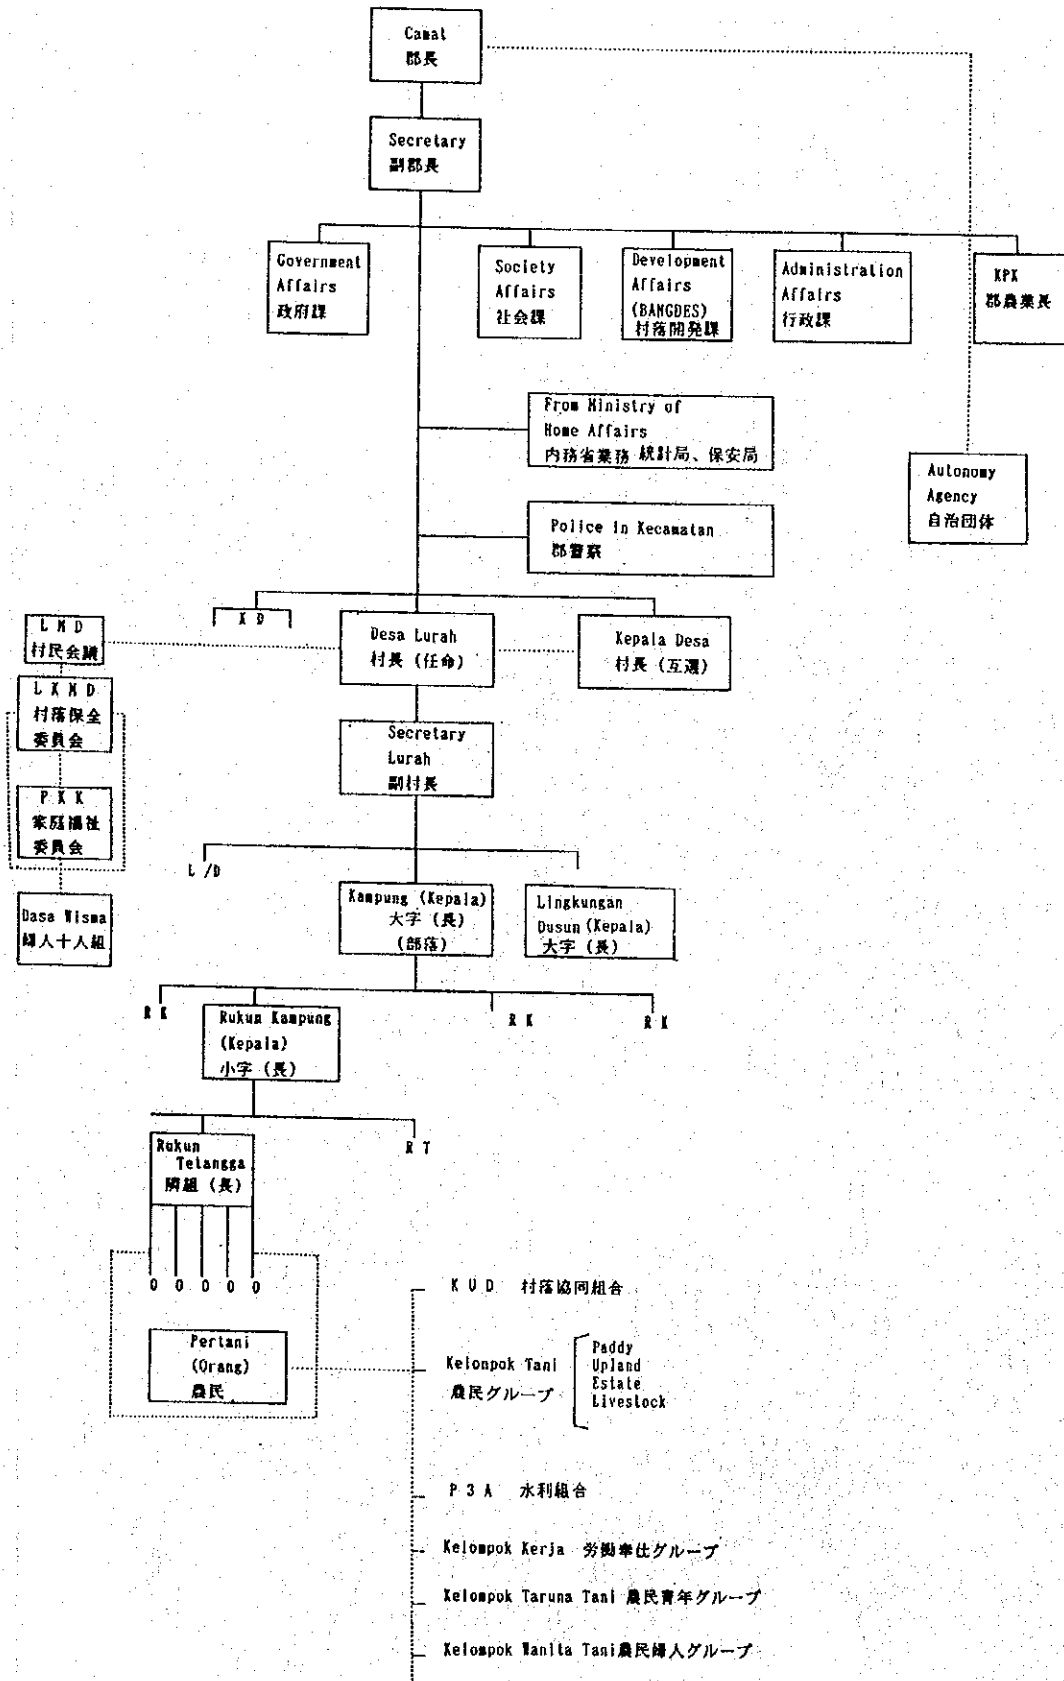 Camat
郡長
Secretary
副郡長
Government
Affairs
政府課
Society
Affairs
社会課
Development
Affairs
(BANGDES)
村落開発課
Administration
Affairs
行政課
KPK
郡農業長
From Ministry of
Home Affairs
内務省業務 統計局、保安局
Autonomy
Agency
自治団体
Police in Kecamatan
郡警察
L M D
村民会議
K D
Desa Lurah
村長 (任命)
Kepala Desa
村長 (互選)
L K M D
村落保全
委員会
Secretary
Lurah
副村長
P K K
家庭福祉
委員会
L /D
Dasa Wisma
婦人十人組
Kampung (Kepala)
大字 (長)
(部落)
Lingkungan
Dusun (Kepala)
大字 (長)
R K
Rukun Kampung
(Kepala)
小字 (長)
R K
R K
Rukun
Tetangga
隣組 (長)
R T
0 0 0 0 0
Pertani
(Orang)
農民
K U D 村落協同組合
Kelonpok Tani
農民グループ
Paddy
Upland
Estate
Livestock
P 3 A 水利組合
Kelompok Kerja 労働奉仕グループ
Kelompok Taruna Tani 農民青年グループ
Kelompok Wanita Tani農民婦人グループ